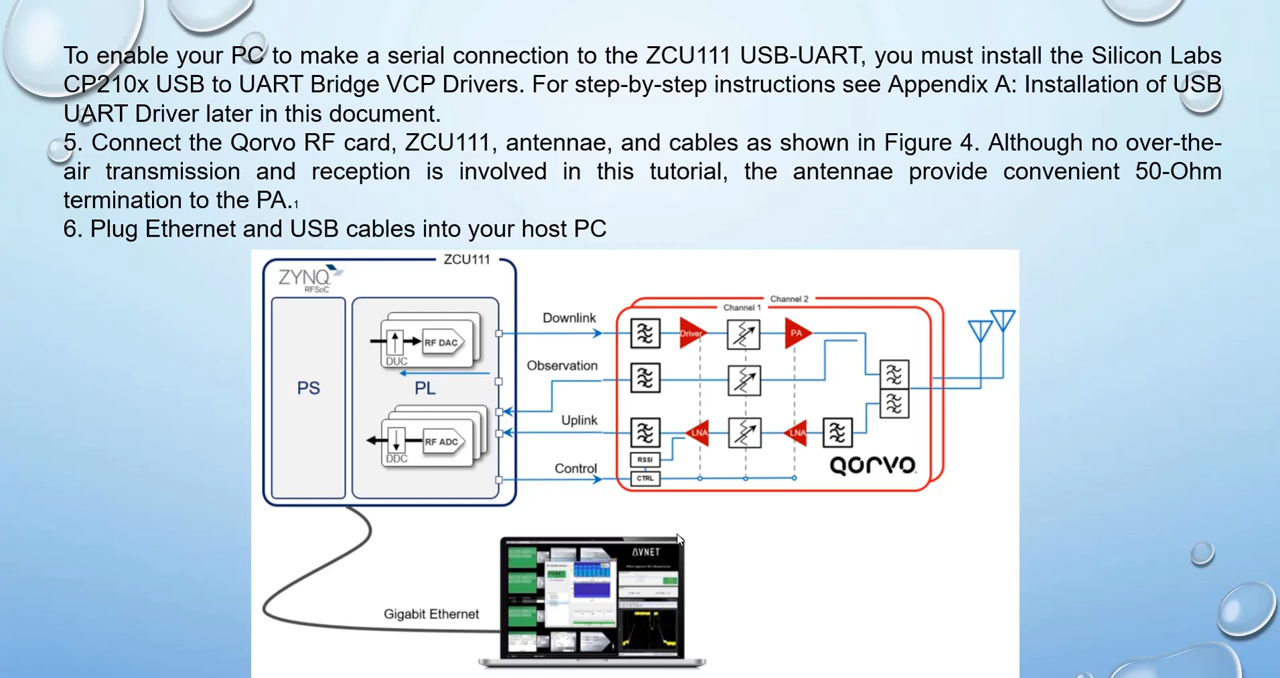 To enable your PC to make a serial connection to the ZCU111 USB-UART, you must install the Silicon Labs
CP210x USB to UART Bridge VCP Drivers. For step-by-step instructions see Appendix A: Installation of USB
UART Driver later in this document.
5. Connect the Qorvo RF card, ZCU111, antennae, and cables as shown in Figure 4. Although no over-the-
air transmission and reception is involved in this tutorial, the antennae provide convenient 50-Ohm
termination to the PA.1
6. Plug Ethernet and USB cables into your host PC
ZCU111
ZYNQ
RFSoC
PS
PL
DUC
RF DAC
DDC
RF ADC
Downlink
Observation
Uplink
Control
Channel 2
Channel 1
Driver
PA
LNA
LNA
RSSI
CTRL
QORVO
Gigabit Ethernet
AVNET